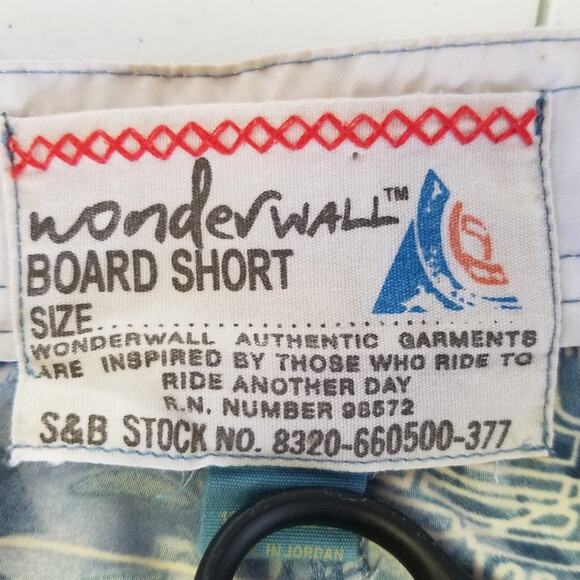 wonderWALL™
BOARD SHORT
SIZE........................................
WONDERWALL AUTHENTIC GARMENTS
ARE INSPIRED BY THOSE WHO RIDE TO
RIDE ANOTHER DAY
R.N. NUMBER 98572
S&B STOCK NO. 8320-660500-377
IN JORDAN